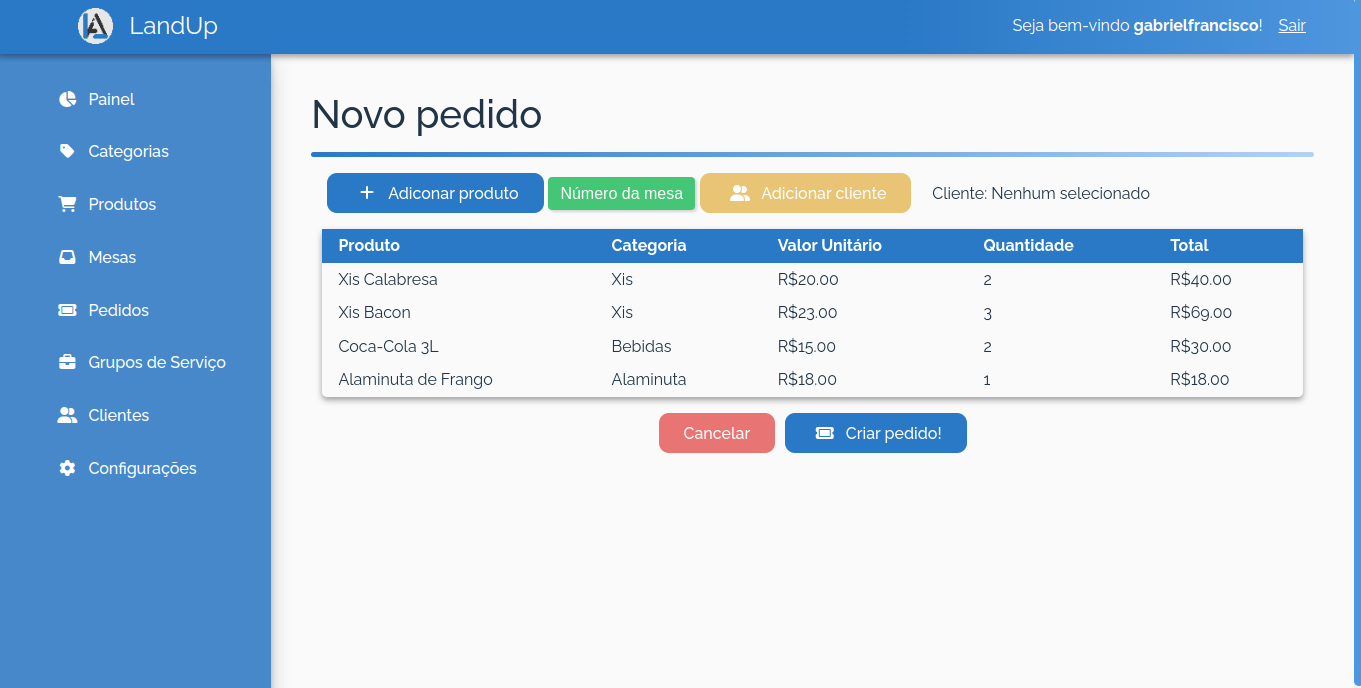 LandUp
Seja bem-vindo gabrielfrancisco! Sair
Painel
Categorias
Produtos
Mesas
Pedidos
Grupos de Serviço
Clientes
Configurações
Novo pedido
Adiconar produto Número da mesa Adicionar cliente Cliente: Nenhum selecionado
Produto Categoria Valor Unitário Quantidade Total
Xis Calabresa Xis R$20.00 2 R$40.00
Xis Bacon Xis R$23.00 3 R$69.00
Coca-Cola 3L Bebidas R$15.00 2 R$30.00
Alaminuta de Frango Alaminuta R$18.00 1 R$18.00
Cancelar Criar pedido!